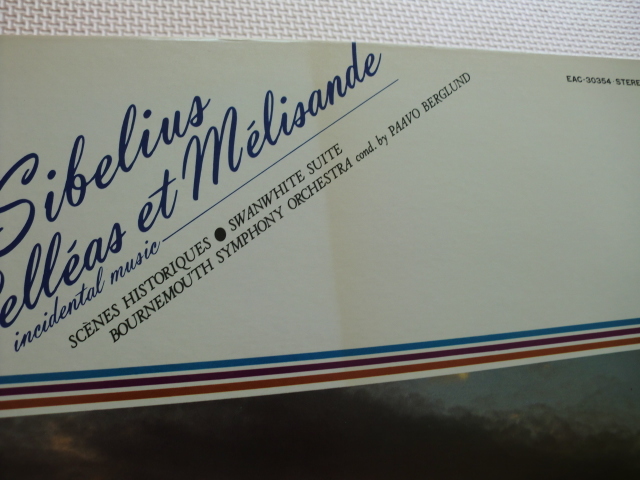 Sibelius
elléas et Mélisande
incidental music
SCÈNES HISTORIQUES ● SWANWHITE SUITE
BOURNEMOUTH SYMPHONY ORCHESTRA cond. by PAAVO BERGLUND
EAC-30354 · STERE